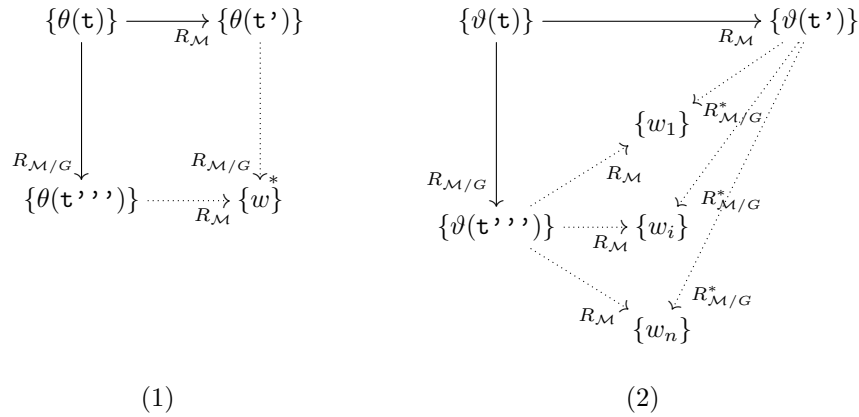 {θ(t)} {θ(t')} {ϑ(t)} {ϑ(t')}
R_M R_M
{w_1} R*_{M/G}
R_M
R_{M/G} R_{M/G} * R_{M/G}
{θ(t''')} {w} {ϑ(t''')} {w_i} R*_{M/G}
R_M R_M
R_M R*_{M/G}
{w_n}
(1) (2)